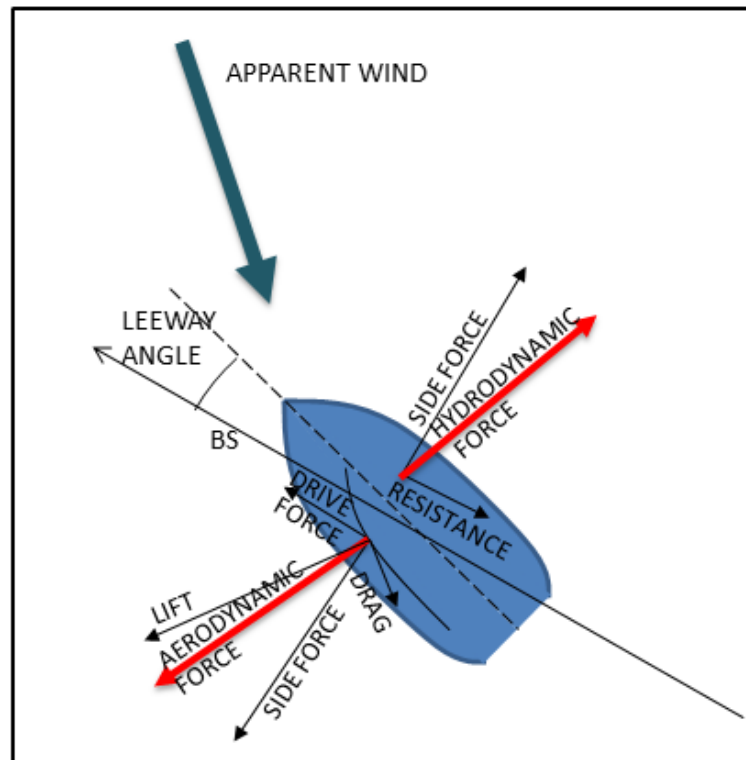 APPARENT WIND
LEEWAY
ANGLE
BS
SIDE FORCE
HYDRODYNAMIC
FORCE
RESISTANCE
DRIVE
FORCE
DRAG
LIFT
AERODYNAMIC
FORCE
SIDE FORCE